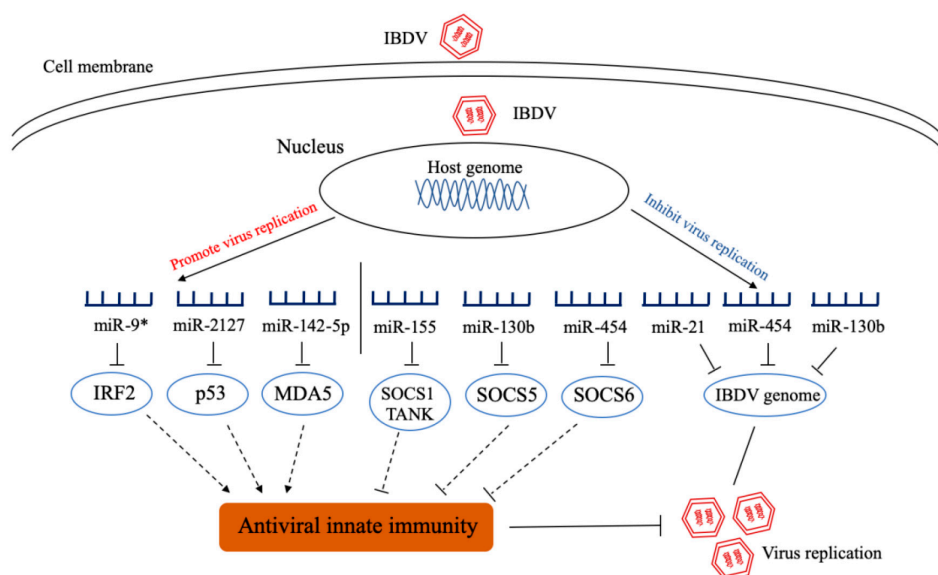 IBDV
Cell membrane
IBDV
Nucleus
Host genome
Promote virus replication
Inhibit virus replication
miR-9*
miR-2127
miR-142-5p
miR-155
miR-130b
miR-454
miR-21
miR-454
miR-130b
IRF2
p53
MDA5
SOCS1
TANK
SOCS5
SOCS6
IBDV genome
Antiviral innate immunity
Virus replication